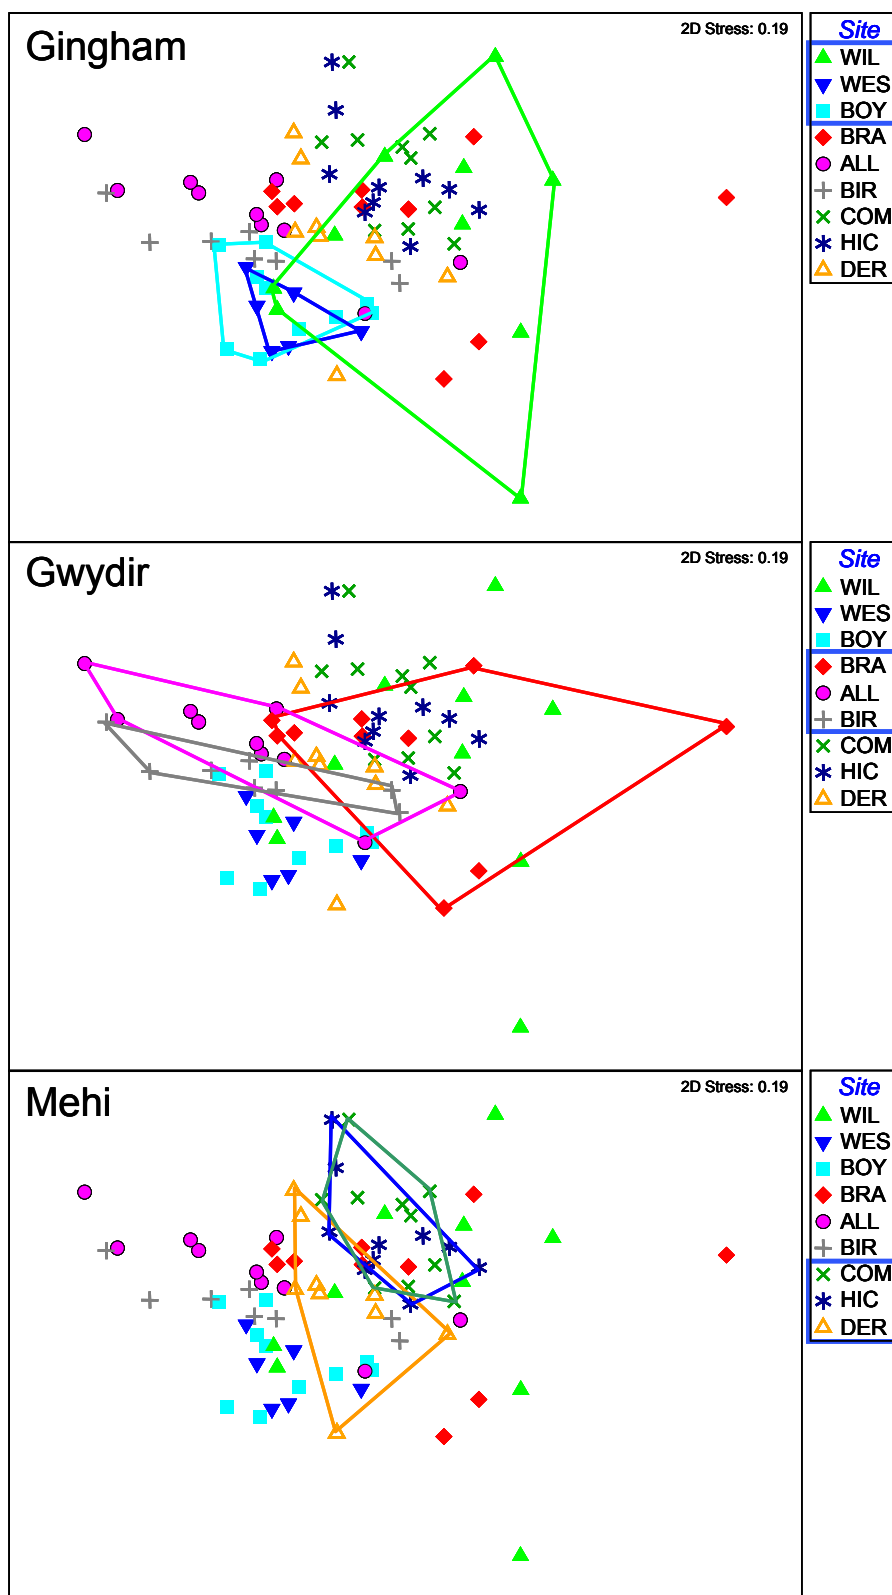 Gingham
2D Stress: 0.19
Site
WIL
WES
BOY
BRA
ALL
BIR
COM
HIC
DER
Gwydir
2D Stress: 0.19
Site
WIL
WES
BOY
BRA
ALL
BIR
COM
HIC
DER
Mehi
2D Stress: 0.19
Site
WIL
WES
BOY
BRA
ALL
BIR
COM
HIC
DER